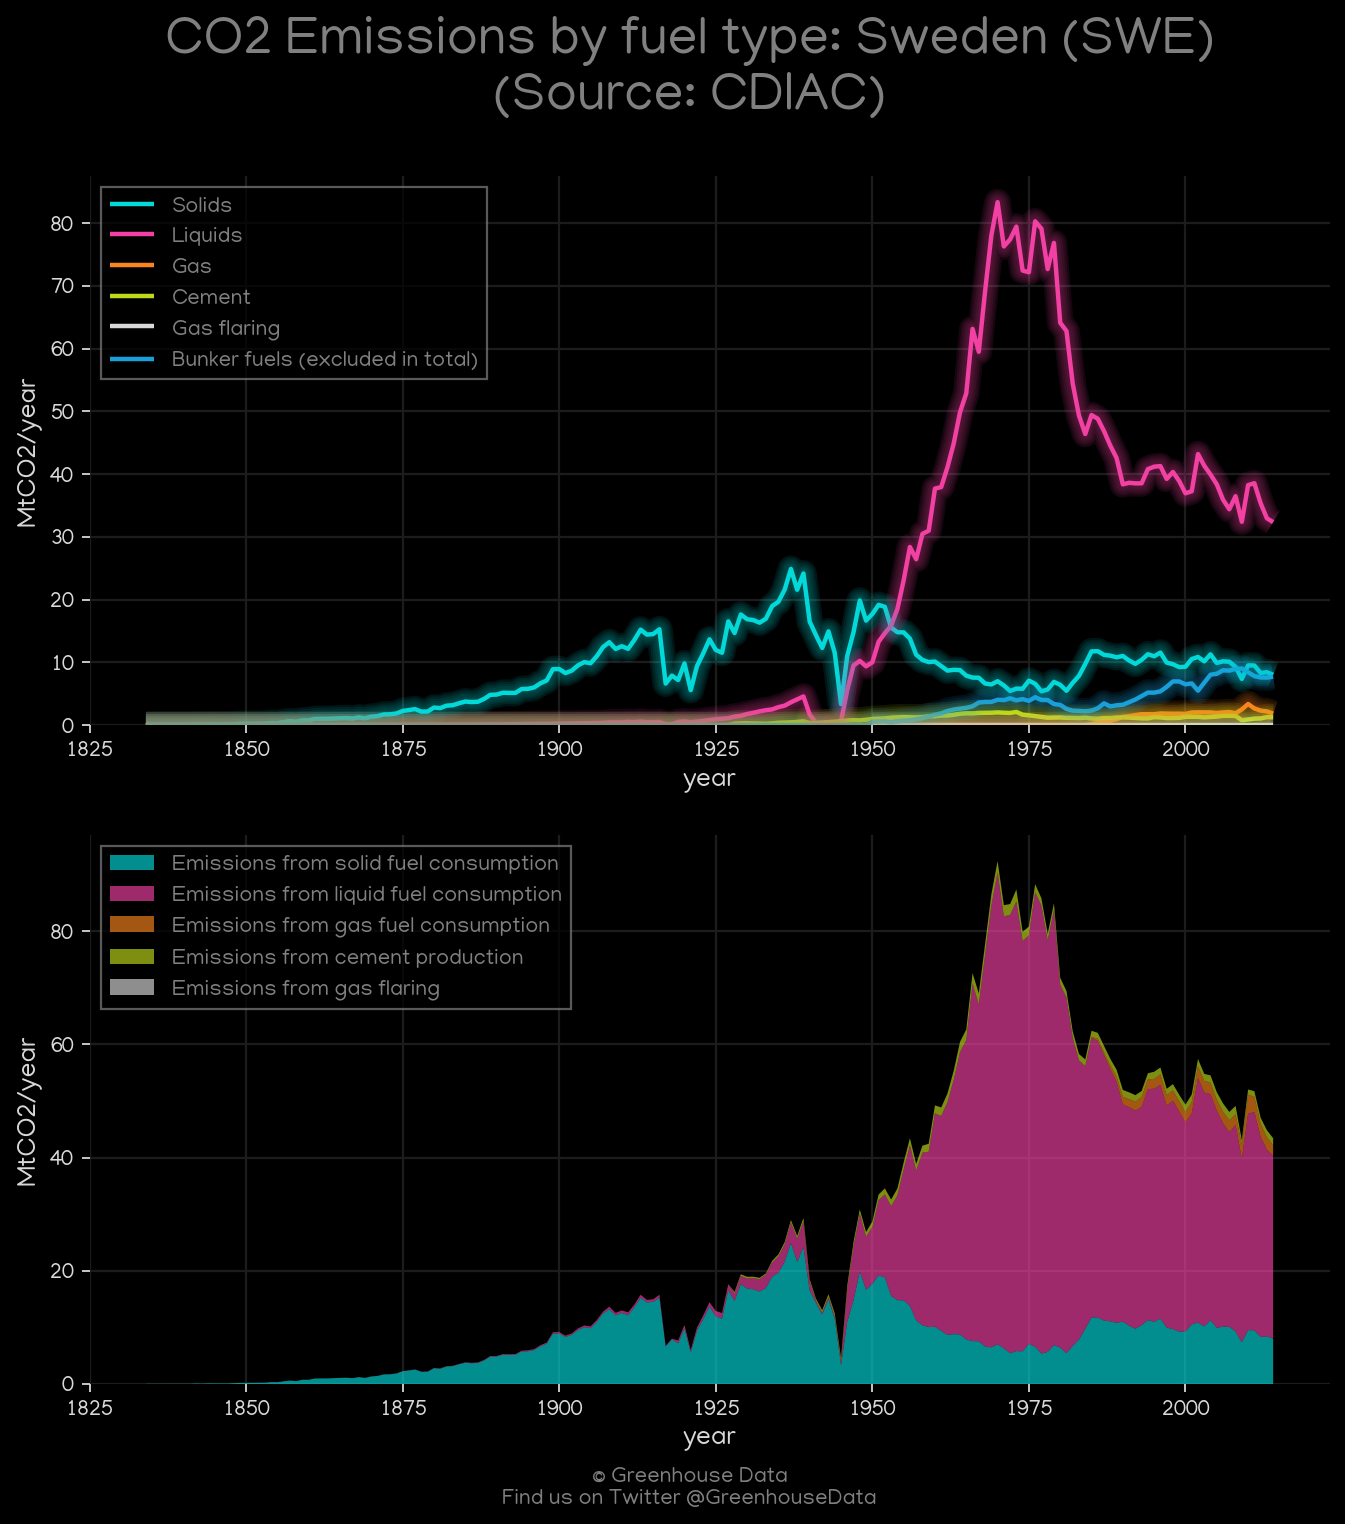 CO2 Emissions by fuel type: Sweden (SWE)
(Source: CDIAC)
Solids
Liquids
Gas
Cement
Gas flaring
Bunker fuels (excluded in total)
MtCO2/year
80
70
60
50
40
30
20
10
0
1825 1850 1875 1900 1925 1950 1975 2000
year
Emissions from solid fuel consumption
Emissions from liquid fuel consumption
Emissions from gas fuel consumption
Emissions from cement production
Emissions from gas flaring
MtCO2/year
80
60
40
20
0
1825 1850 1875 1900 1925 1950 1975 2000
year
© Greenhouse Data
Find us on Twitter @GreenhouseData